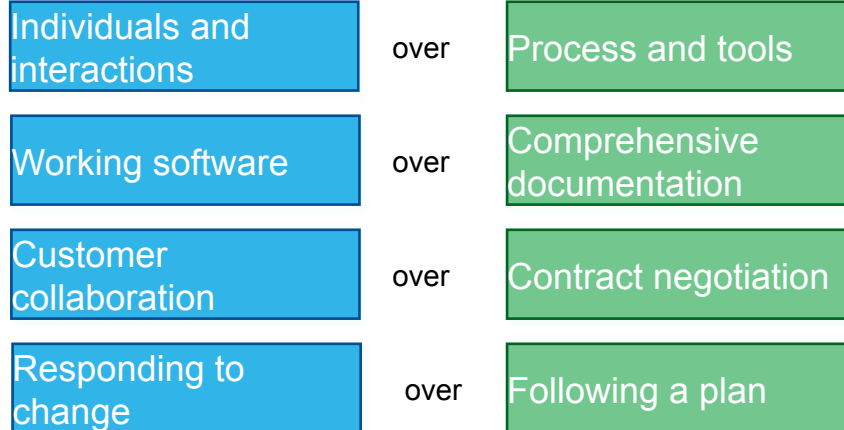 Individuals and
interactions
over
Process and tools
Working software
over
Comprehensive
documentation
Customer
collaboration
over
Contract negotiation
Responding to
change
over
Following a plan